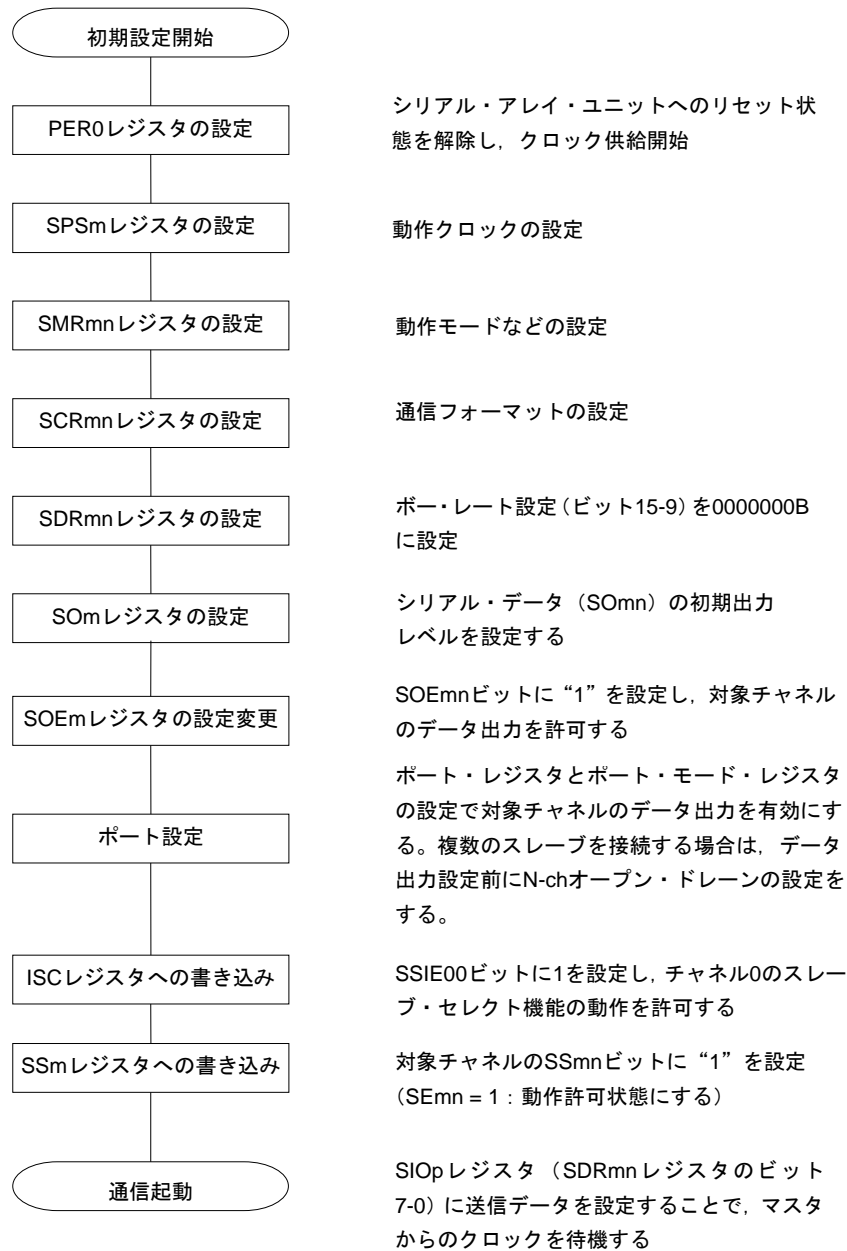 初期設定開始
PER0レジスタの設定
シリアル・アレイ・ユニットへのリセット状
態を解除し，クロック供給開始
SPSmレジスタの設定
動作クロックの設定
SMRmnレジスタの設定
動作モードなどの設定
SCRmnレジスタの設定
通信フォーマットの設定
SDRmnレジスタの設定
ボー・レート設定（ビット15-9）を0000000B
に設定
SOmレジスタの設定
シリアル・データ（SOmn）の初期出力
レベルを設定する
SOEmレジスタの設定変更
SOEmnビットに“1”を設定し，対象チャネル
のデータ出力を許可する
ポート設定
ポート・レジスタとポート・モード・レジスタ
の設定で対象チャネルのデータ出力を有効にす
る。複数のスレーブを接続する場合は，データ
出力設定前にN-chオープン・ドレーンの設定を
する。
ISCレジスタへの書き込み
SSIE00ビットに1を設定し，チャネル0のスレー
ブ・セレクト機能の動作を許可する
SSmレジスタへの書き込み
対象チャネルのSSmnビットに“1”を設定
（SEmn = 1：動作許可状態にする）
通信起動
SIOpレジスタ（SDRmnレジスタのビット
7-0）に送信データを設定することで，マスタ
からのクロックを待機する